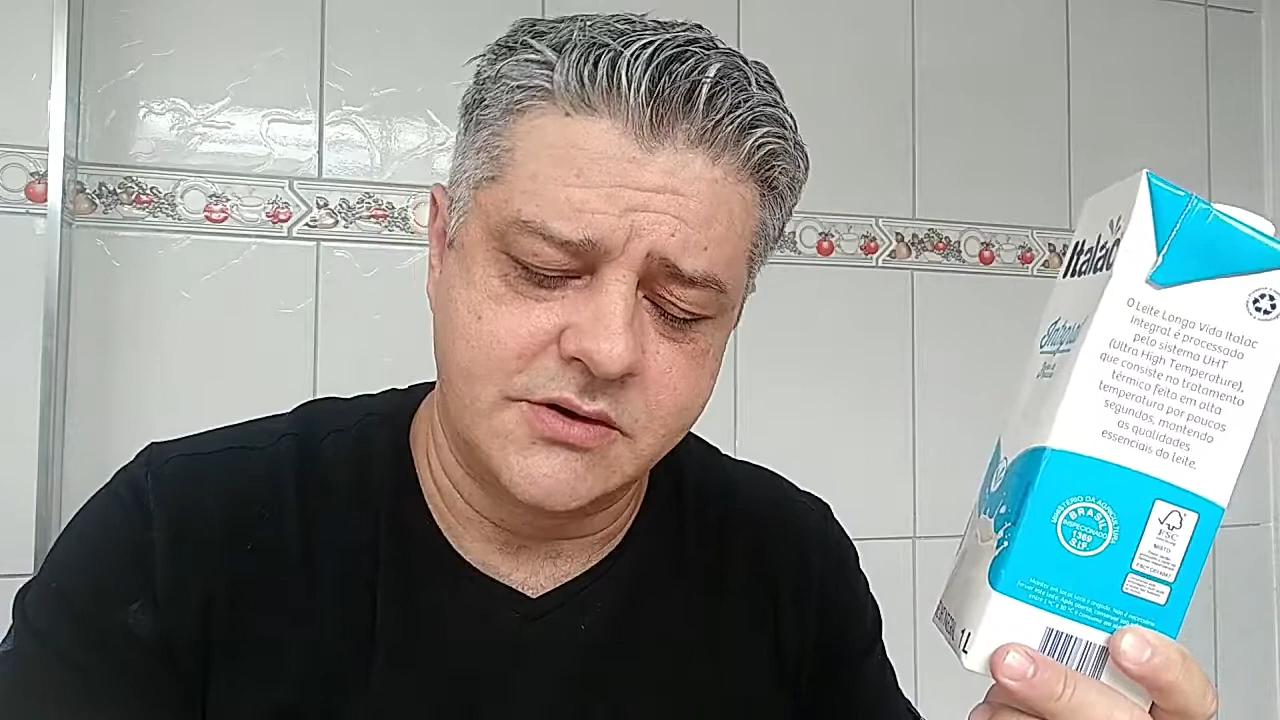 Italac
Integral
O Leite Longa Vida Italac
Integral é processado
pelo sistema UHT
(Ultra High Temperature),
que consiste no tratamento
térmico feito em alta
temperatura por poucos
segundos, mantendo
as qualidades
essenciais do leite.
MINISTÉRIO DA AGRICULTURA
BRASIL
INSPECIONADO
1369
S.I.F.
FSC
MISTO
1L